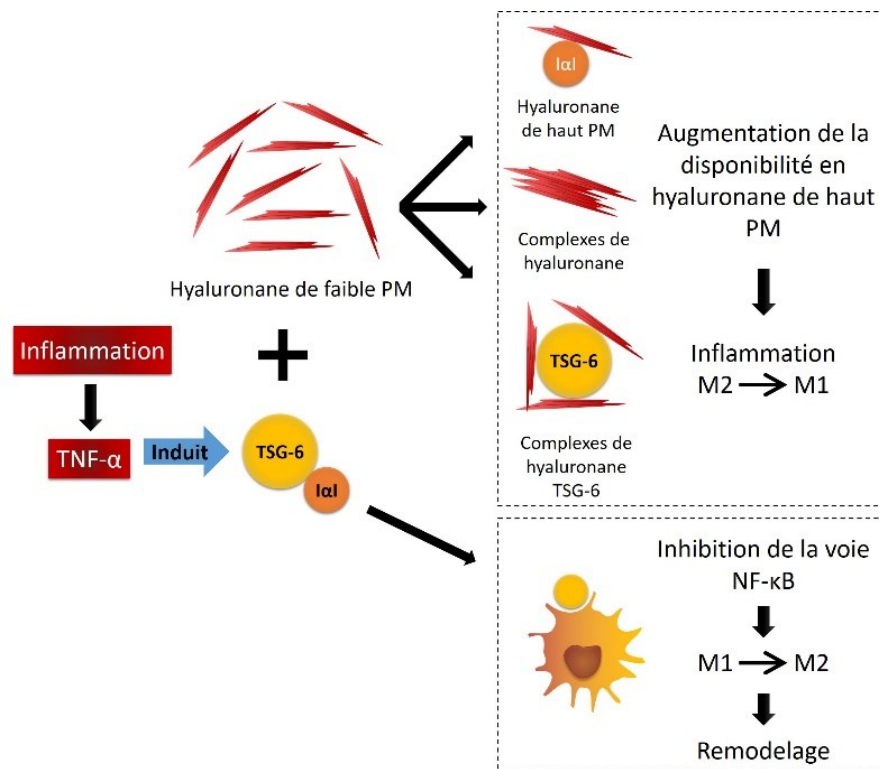 IαI
Hyaluronane
de haut PM
Complexes de
hyaluronane
TSG-6
Complexes de
hyaluronane
TSG-6
Augmentation de la
disponibilité en
hyaluronane de haut
PM
Inflammation
M2 → M1
Hyaluronane de faible PM
+
Inflammation
TNF-α
Induit
TSG-6
IαI
Inhibition de la voie
NF-κB
M1 → M2
Remodelage